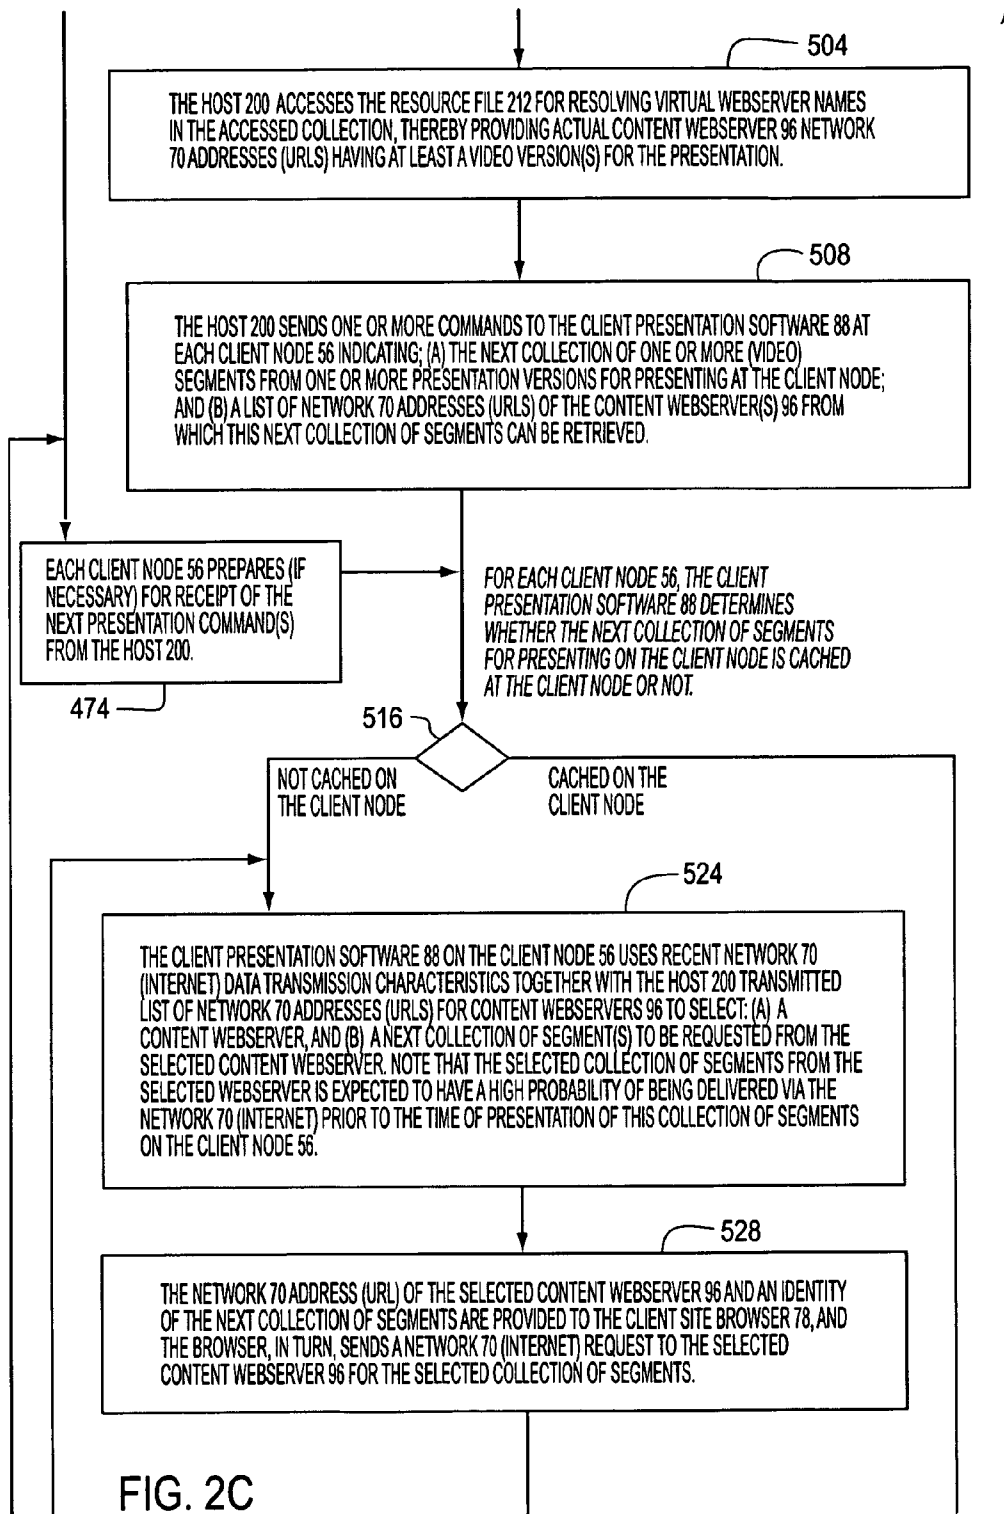 504
THE HOST 200 ACCESSES THE RESOURCE FILE 212 FOR RESOLVING VIRTUAL WEBSERVER NAMES
IN THE ACCESSED COLLECTION, THEREBY PROVIDING ACTUAL CONTENT WEBSERVER 96 NETWORK
70 ADDRESSES (URLS) HAVING AT LEAST A VIDEO VERSION(S) FOR THE PRESENTATION.
508
THE HOST 200 SENDS ONE OR MORE COMMANDS TO THE CLIENT PRESENTATION SOFTWARE 88 AT
EACH CLIENT NODE 56 INDICATING; (A) THE NEXT COLLECTION OF ONE OR MORE (VIDEO)
SEGMENTS FROM ONE OR MORE PRESENTATION VERSIONS FOR PRESENTING AT THE CLIENT NODE;
AND (B) A LIST OF NETWORK 70 ADDRESSES (URLS) OF THE CONTENT WEBSERVER(S) 96 FROM
WHICH THIS NEXT COLLECTION OF SEGMENTS CAN BE RETRIEVED.
EACH CLIENT NODE 56 PREPARES (IF
NECESSARY) FOR RECEIPT OF THE
NEXT PRESENTATION COMMAND(S)
FROM THE HOST 200.
474
FOR EACH CLIENT NODE 56, THE CLIENT
PRESENTATION SOFTWARE 88 DETERMINES
WHETHER THE NEXT COLLECTION OF SEGMENTS
FOR PRESENTING ON THE CLIENT NODE IS CACHED
AT THE CLIENT NODE OR NOT.
516
NOT CACHED ON
THE CLIENT NODE
CACHED ON THE
CLIENT NODE
524
THE CLIENT PRESENTATION SOFTWARE 88 ON THE CLIENT NODE 56 USES RECENT NETWORK 70
(INTERNET) DATA TRANSMISSION CHARACTERISTICS TOGETHER WITH THE HOST 200 TRANSMITTED
LIST OF NETWORK 70 ADDRESSES (URLS) FOR CONTENT WEBSERVERS 96 TO SELECT: (A) A
CONTENT WEBSERVER, AND (B) A NEXT COLLECTION OF SEGMENT(S) TO BE REQUESTED FROM THE
SELECTED CONTENT WEBSERVER. NOTE THAT THE SELECTED COLLECTION OF SEGMENTS FROM THE
SELECTED WEBSERVER IS EXPECTED TO HAVE A HIGH PROBABILITY OF BEING DELIVERED VIA THE
NETWORK 70 (INTERNET) PRIOR TO THE TIME OF PRESENTATION OF THIS COLLECTION OF SEGMENTS
ON THE CLIENT NODE 56.
528
THE NETWORK 70 ADDRESS (URL) OF THE SELECTED CONTENT WEBSERVER 96 AND AN IDENTITY
OF THE NEXT COLLECTION OF SEGMENTS ARE PROVIDED TO THE CLIENT SITE BROWSER 78, AND
THE BROWSER, IN TURN, SENDS A NETWORK 70 (INTERNET) REQUEST TO THE SELECTED
CONTENT WEBSERVER 96 FOR THE SELECTED COLLECTION OF SEGMENTS.
FIG. 2C